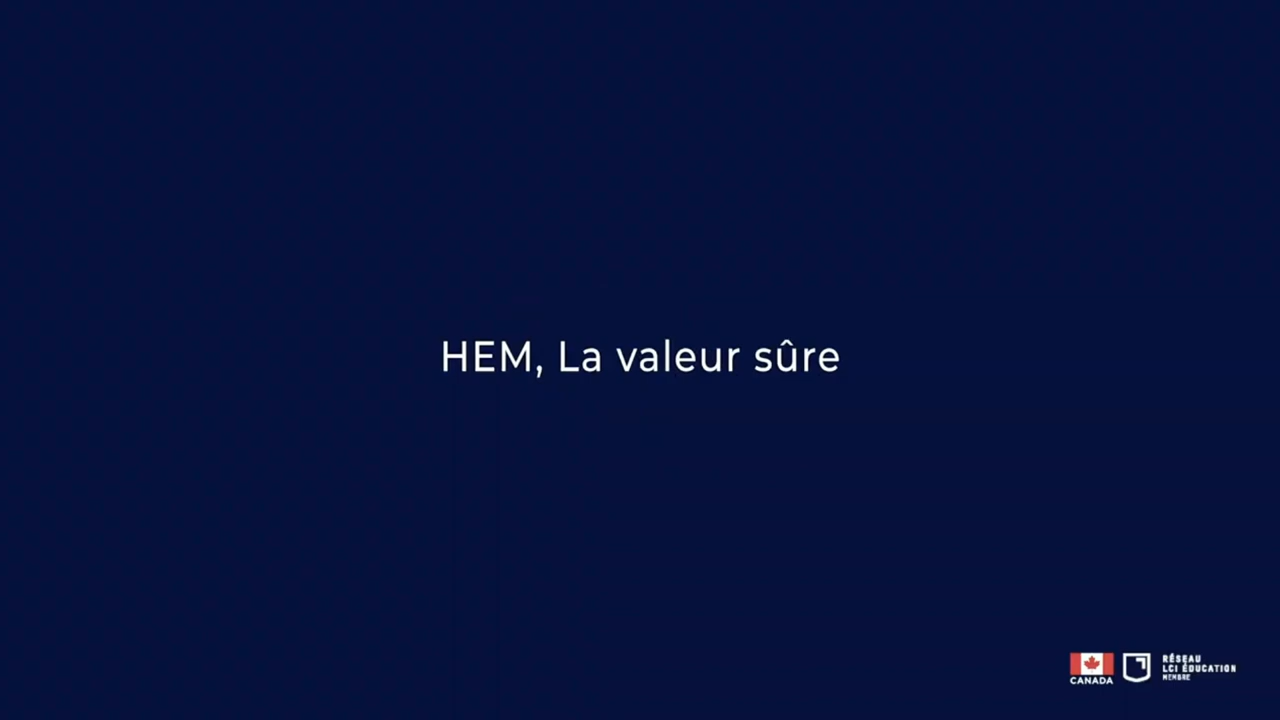 HEM, La valeur sûre
CANADA
RÉSEAU
LCI ÉDUCATION
MEMBRE